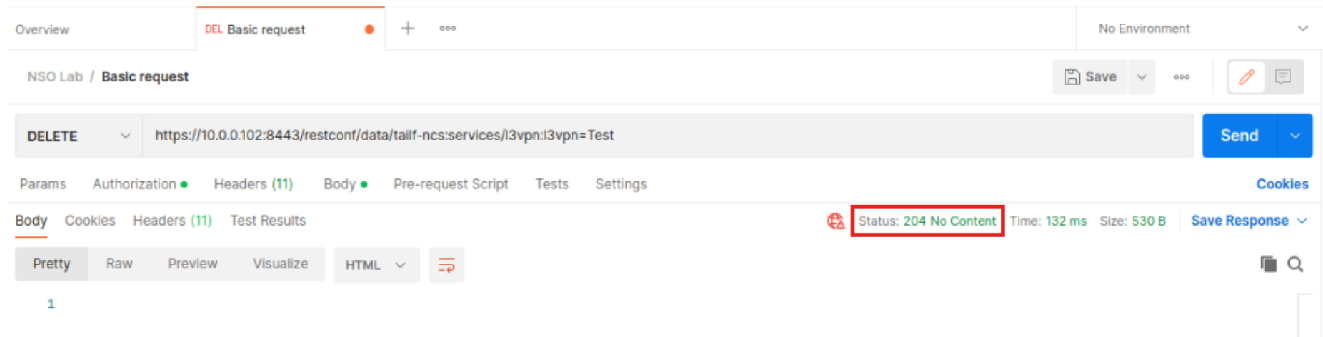 Overview DEL Basic request No Environment
NSO Lab / Basic request Save
DELETE https://10.0.0.102:8443/restconf/data/tailf-ncs:services/l3vpn:l3vpn=Test Send
Params Authorization Headers (11) Body Pre-request Script Tests Settings Cookies
Body Cookies Headers (11) Test Results Status: 204 No Content Time: 132 ms Size: 530 B Save Response
Pretty Raw Preview Visualize HTML
1